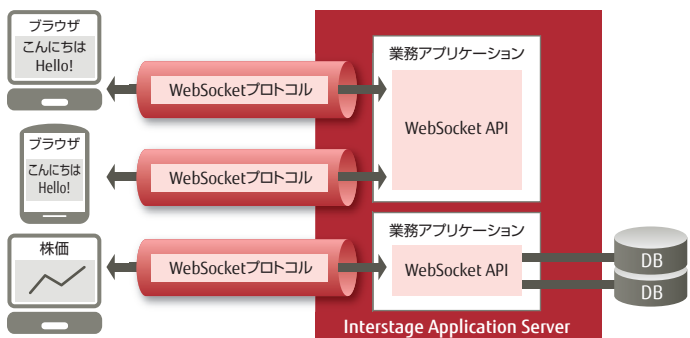 ブラウザ
こんにちは
Hello!
WebSocketプロトコル
業務アプリケーション
WebSocket API
ブラウザ
こんにちは
Hello!
WebSocketプロトコル
株価
WebSocketプロトコル
業務アプリケーション
WebSocket API
DB
DB
Interstage Application Server